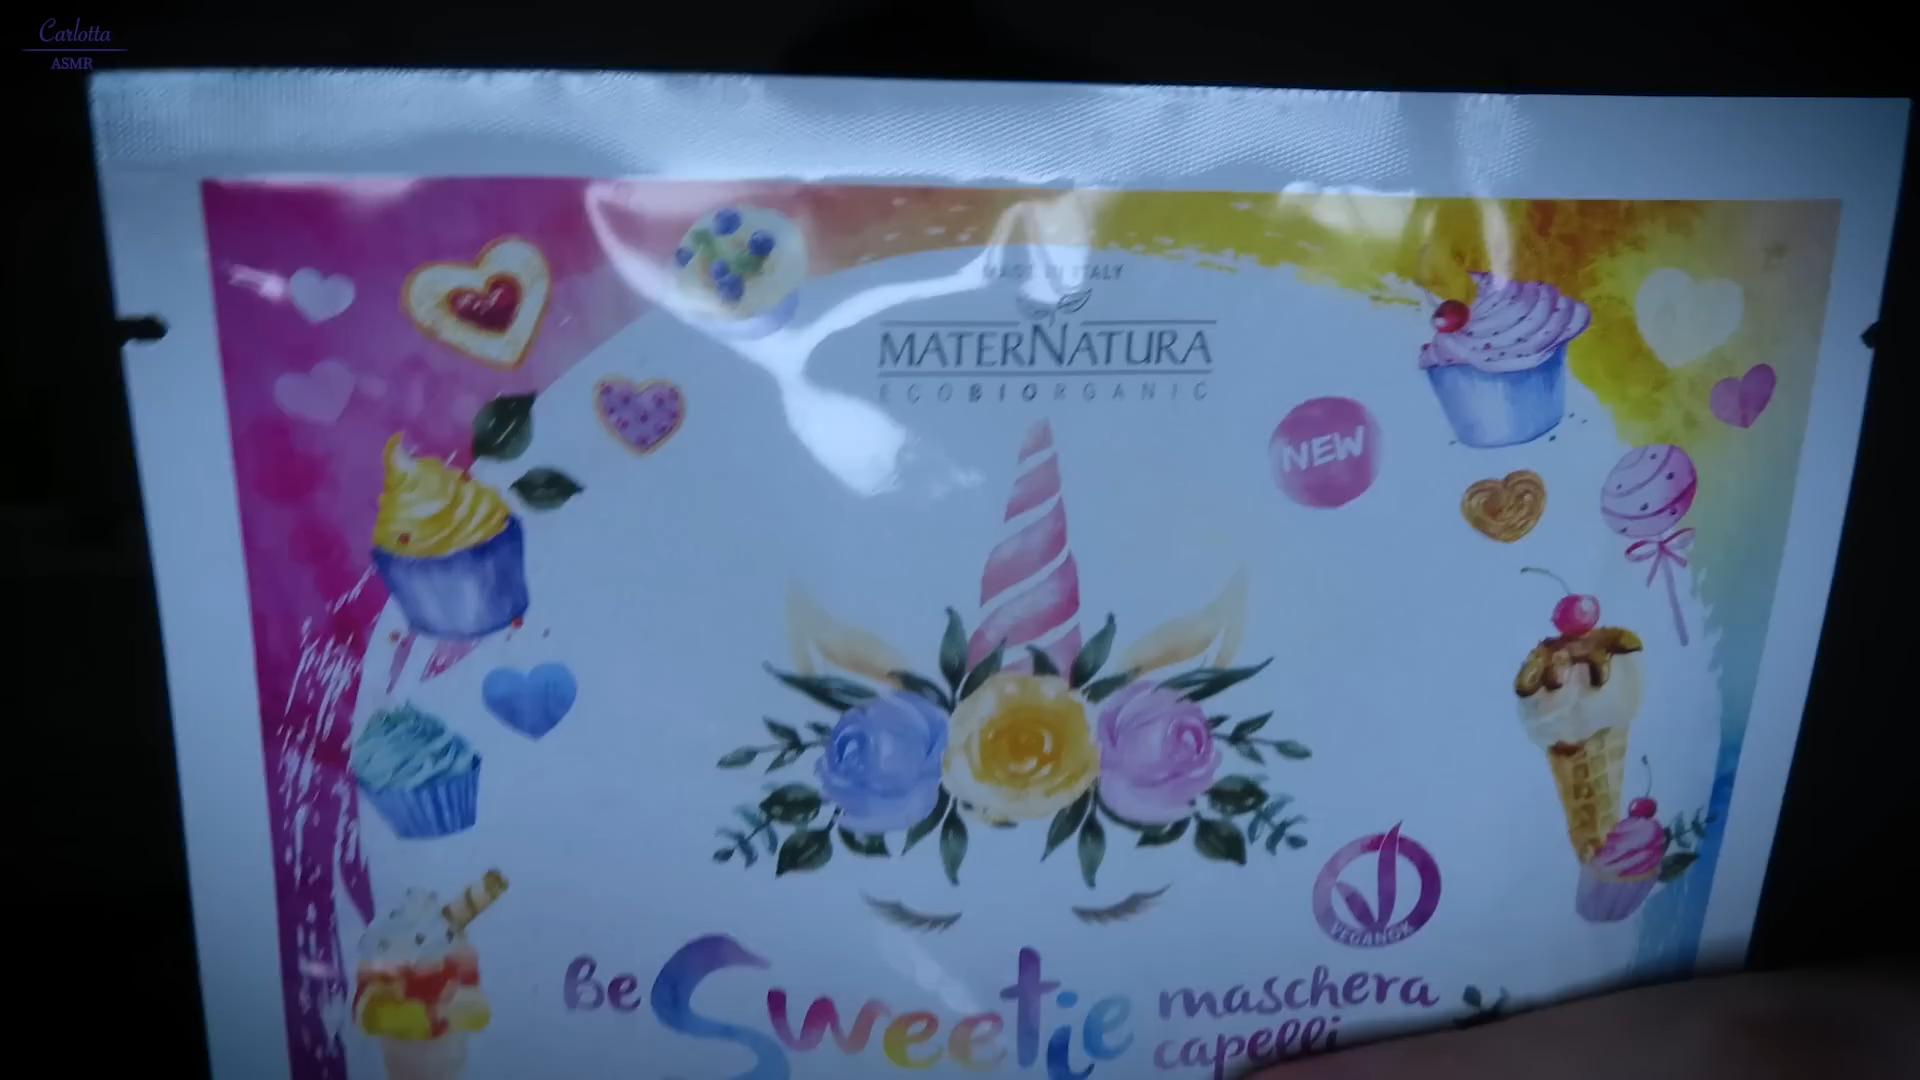 Carlotta
ASMR
MADE IN ITALY
MATERNATURA
ECOBIORGANIC
NEW
VEGANOK
Be Sweetie maschera
capelli